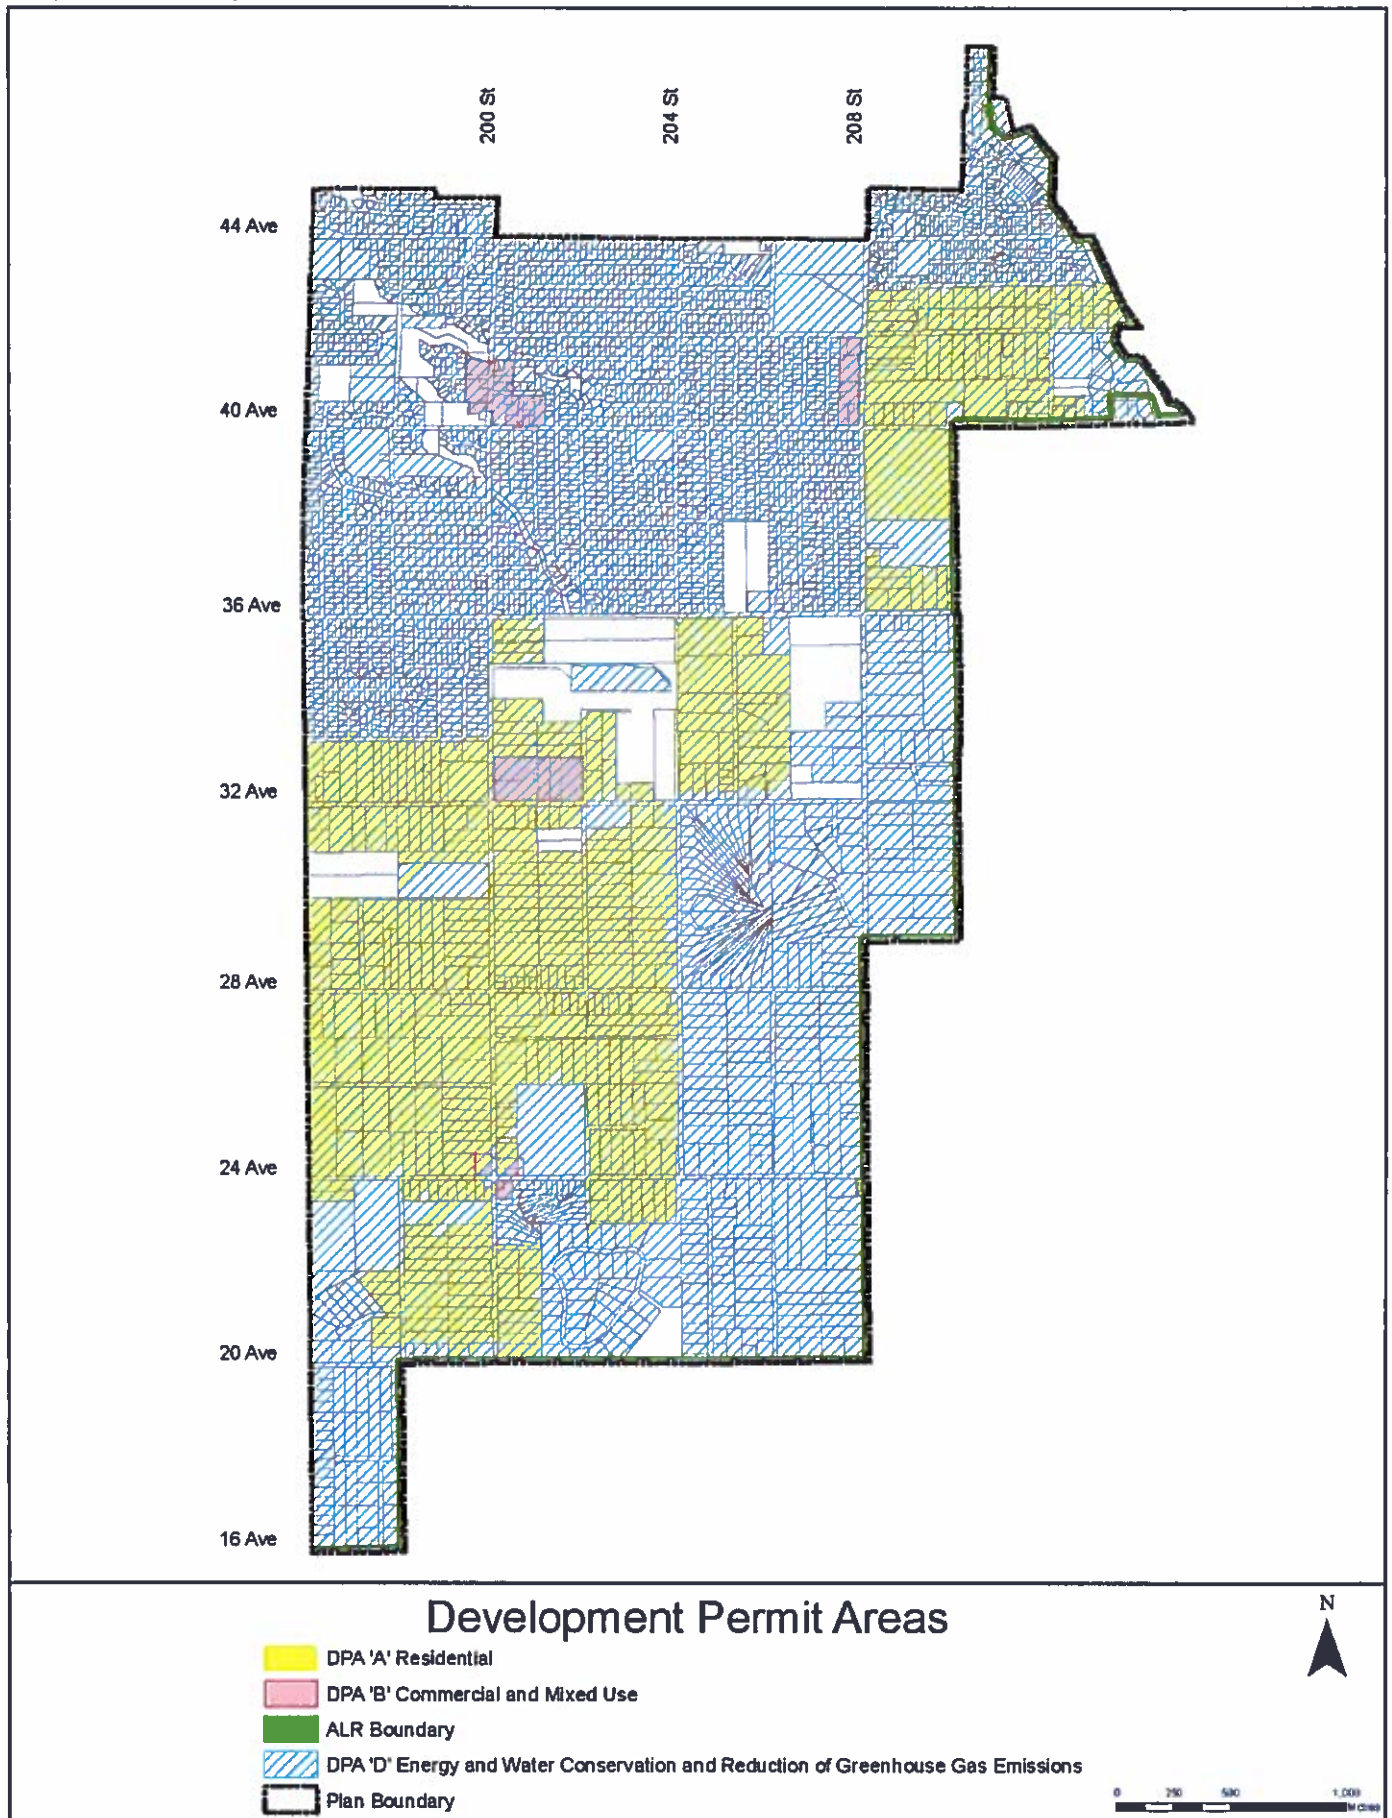 200 St
204 St
208 St
44 Ave
40 Ave
36 Ave
32 Ave
28 Ave
24 Ave
20 Ave
16 Ave
Development Permit Areas
N
DPA 'A' Residential
DPA 'B' Commercial and Mixed Use
ALR Boundary
DPA 'D' Energy and Water Conservation and Reduction of Greenhouse Gas Emissions
Plan Boundary
0 250 500 1,000
Metres